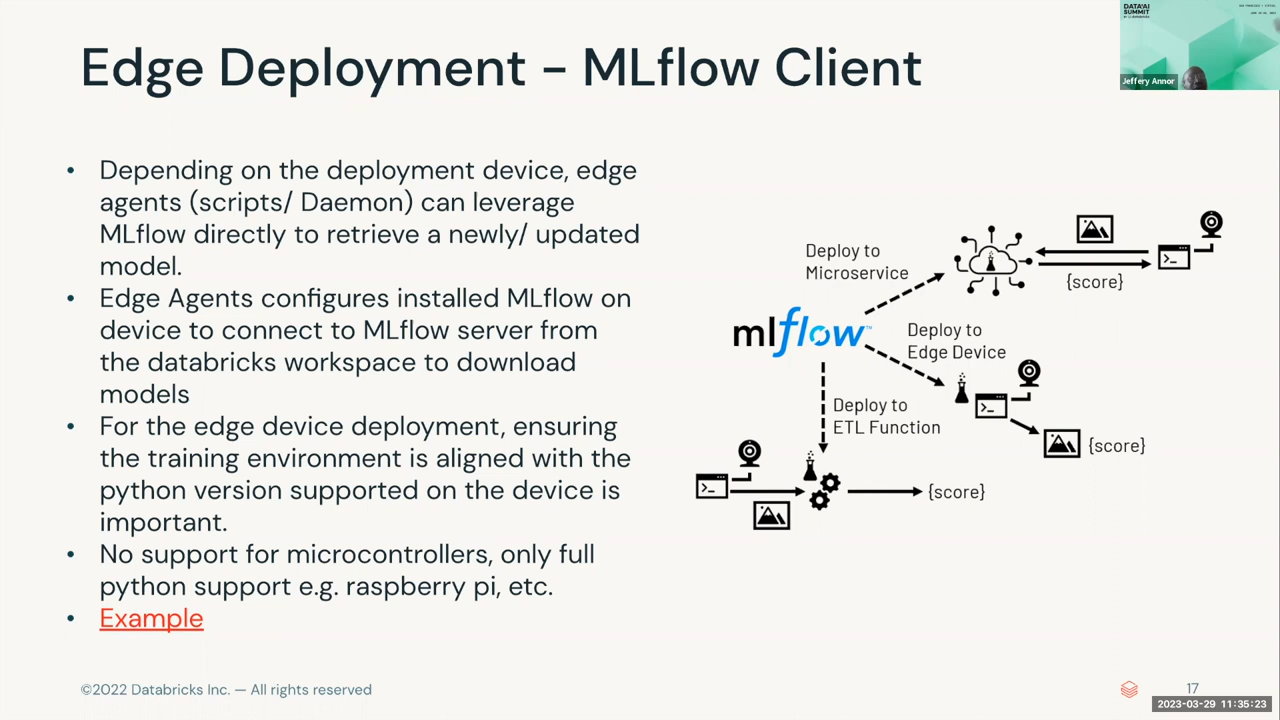 Edge Deployment – MLflow Client
DATA+AI
SUMMIT
Jeffery Annor
• Depending on the deployment device, edge
agents (scripts/ Daemon) can leverage
MLflow directly to retrieve a newly/ updated
model.
• Edge Agents configures installed MLflow on
device to connect to MLflow server from
the databricks workspace to download
models
• For the edge device deployment, ensuring
the training environment is aligned with the
python version supported on the device is
important.
• No support for microcontrollers, only full
python support e.g. raspberry pi, etc.
• Example
Deploy to
Microservice
{score}
mlflow™
Deploy to
Edge Device
{score}
Deploy to
ETL Function
{score}
©2022 Databricks Inc. — All rights reserved
17
2023-03-29 11:35:23